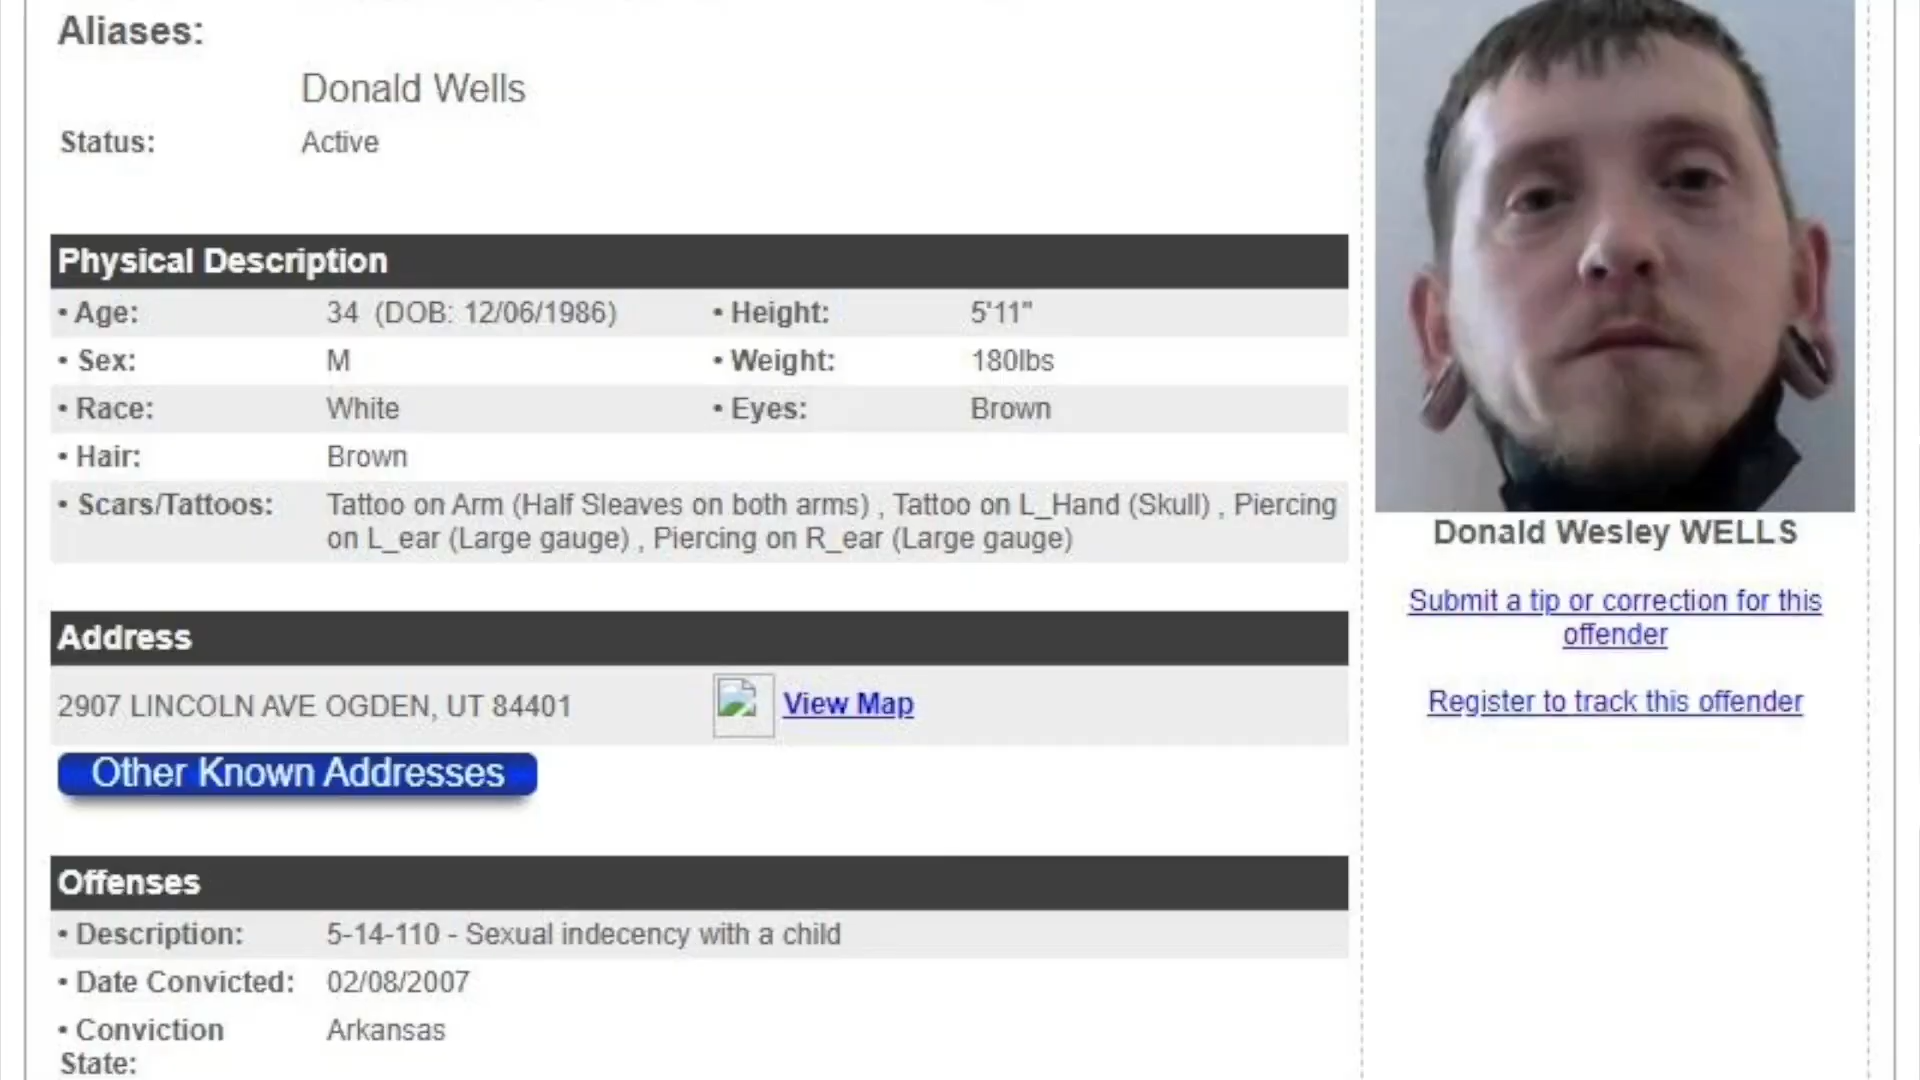 Aliases:
Donald Wells
Status: Active
Physical Description
• Age: 34 (DOB: 12/06/1986) • Height: 5'11"
• Sex: M • Weight: 180lbs
• Race: White • Eyes: Brown
• Hair: Brown
• Scars/Tattoos: Tattoo on Arm (Half Sleaves on both arms) , Tattoo on L_Hand (Skull) , Piercing
on L_ear (Large gauge) , Piercing on R_ear (Large gauge)
Address
2907 LINCOLN AVE OGDEN, UT 84401 View Map
Other Known Addresses
Offenses
• Description: 5-14-110 - Sexual indecency with a child
• Date Convicted: 02/08/2007
• Conviction Arkansas
State:
Donald Wesley WELLS
Submit a tip or correction for this
offender
Register to track this offender